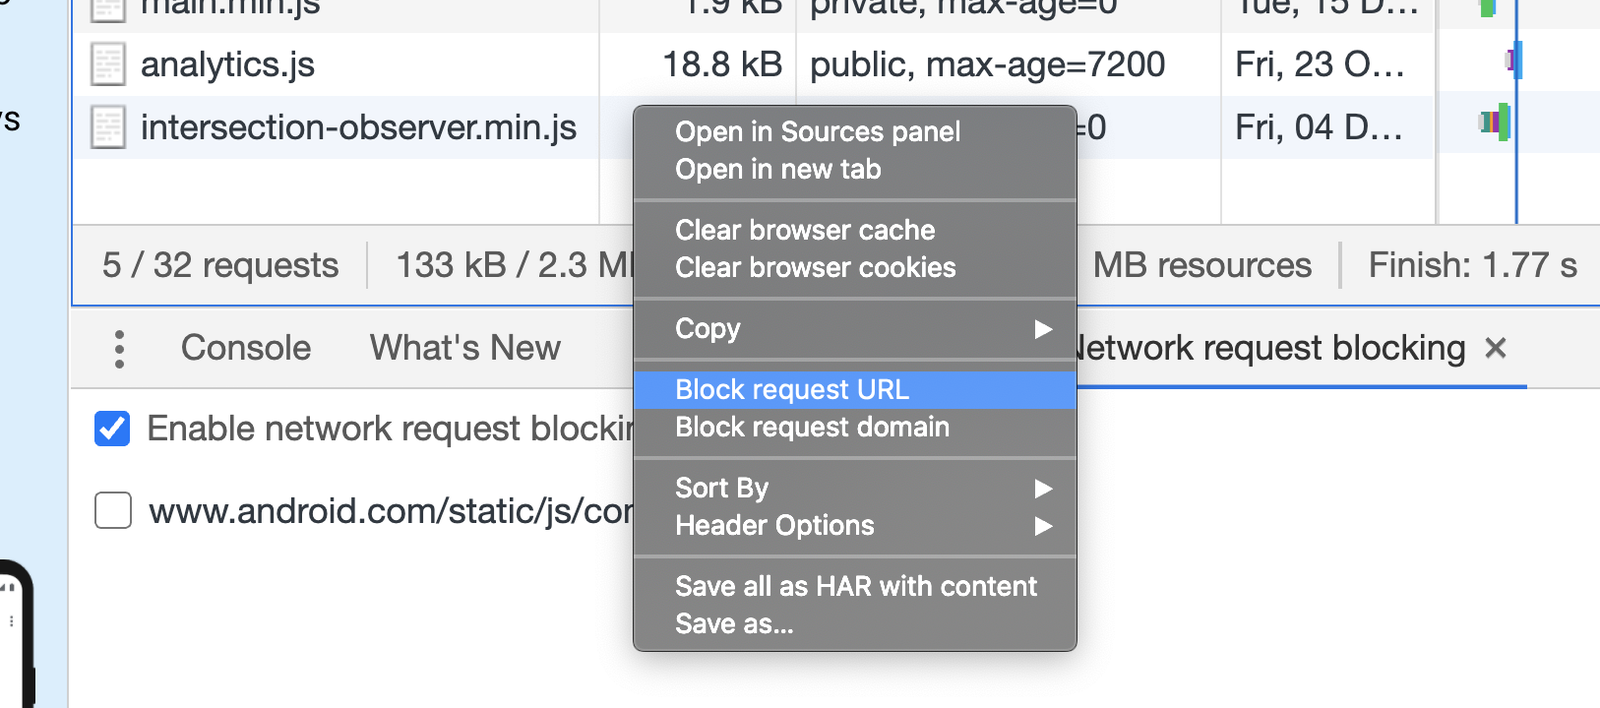 main.min.js 1.9 kB private, max-age=0 Tue, 15 D...
analytics.js 18.8 kB public, max-age=7200 Fri, 23 O...
intersection-observer.min.js =0 Fri, 04 D...
Open in Sources panel
Open in new tab
Clear browser cache
Clear browser cookies
5 / 32 requests 133 kB / 2.3 MB resources Finish: 1.77 s
Copy
Console What's New Network request blocking
Block request URL
Block request domain
Enable network request blocking
www.android.com/static/js/
Sort By
Header Options
Save all as HAR with content
Save as...